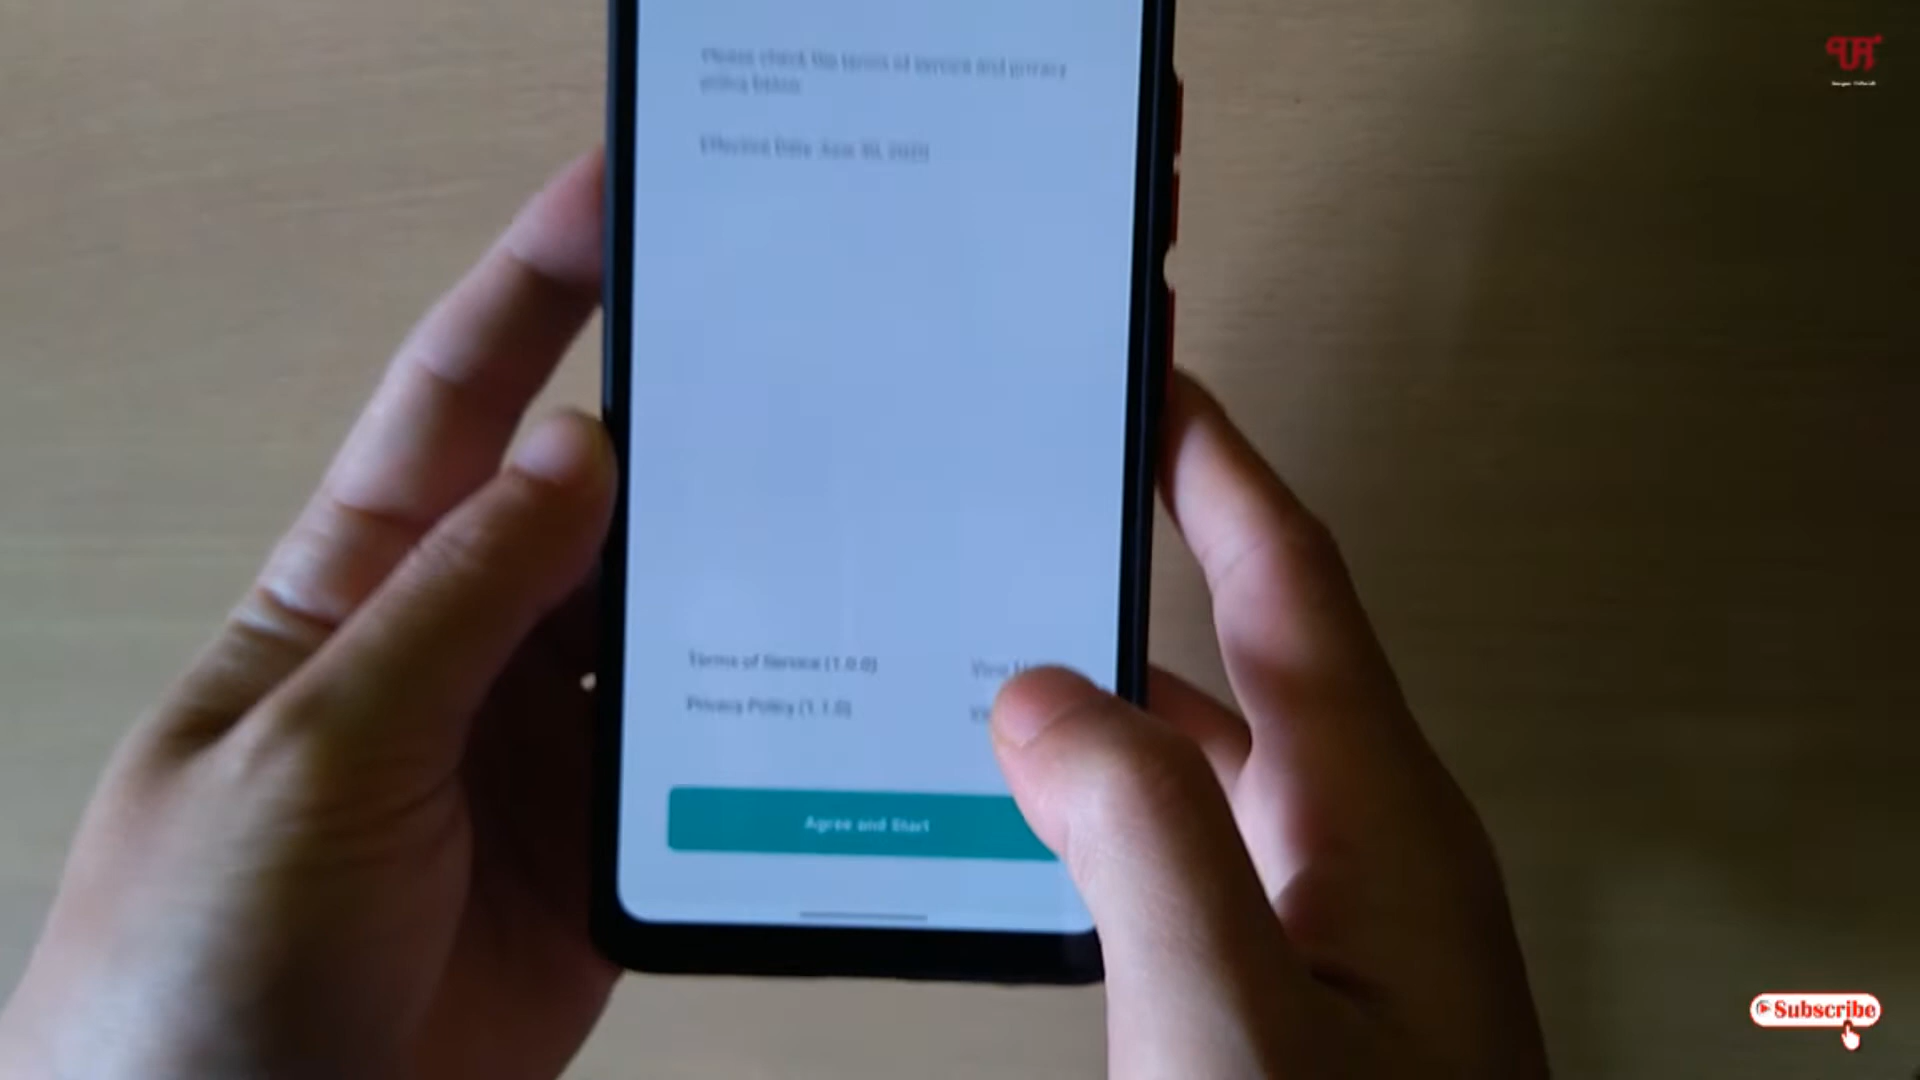 Please check the terms of service and privacy
policy below
Effective Date: June 30, 2020
Terms of Service (1.0.0)
View
Privacy Policy (1.1.0)
Agree and Start
Subscribe